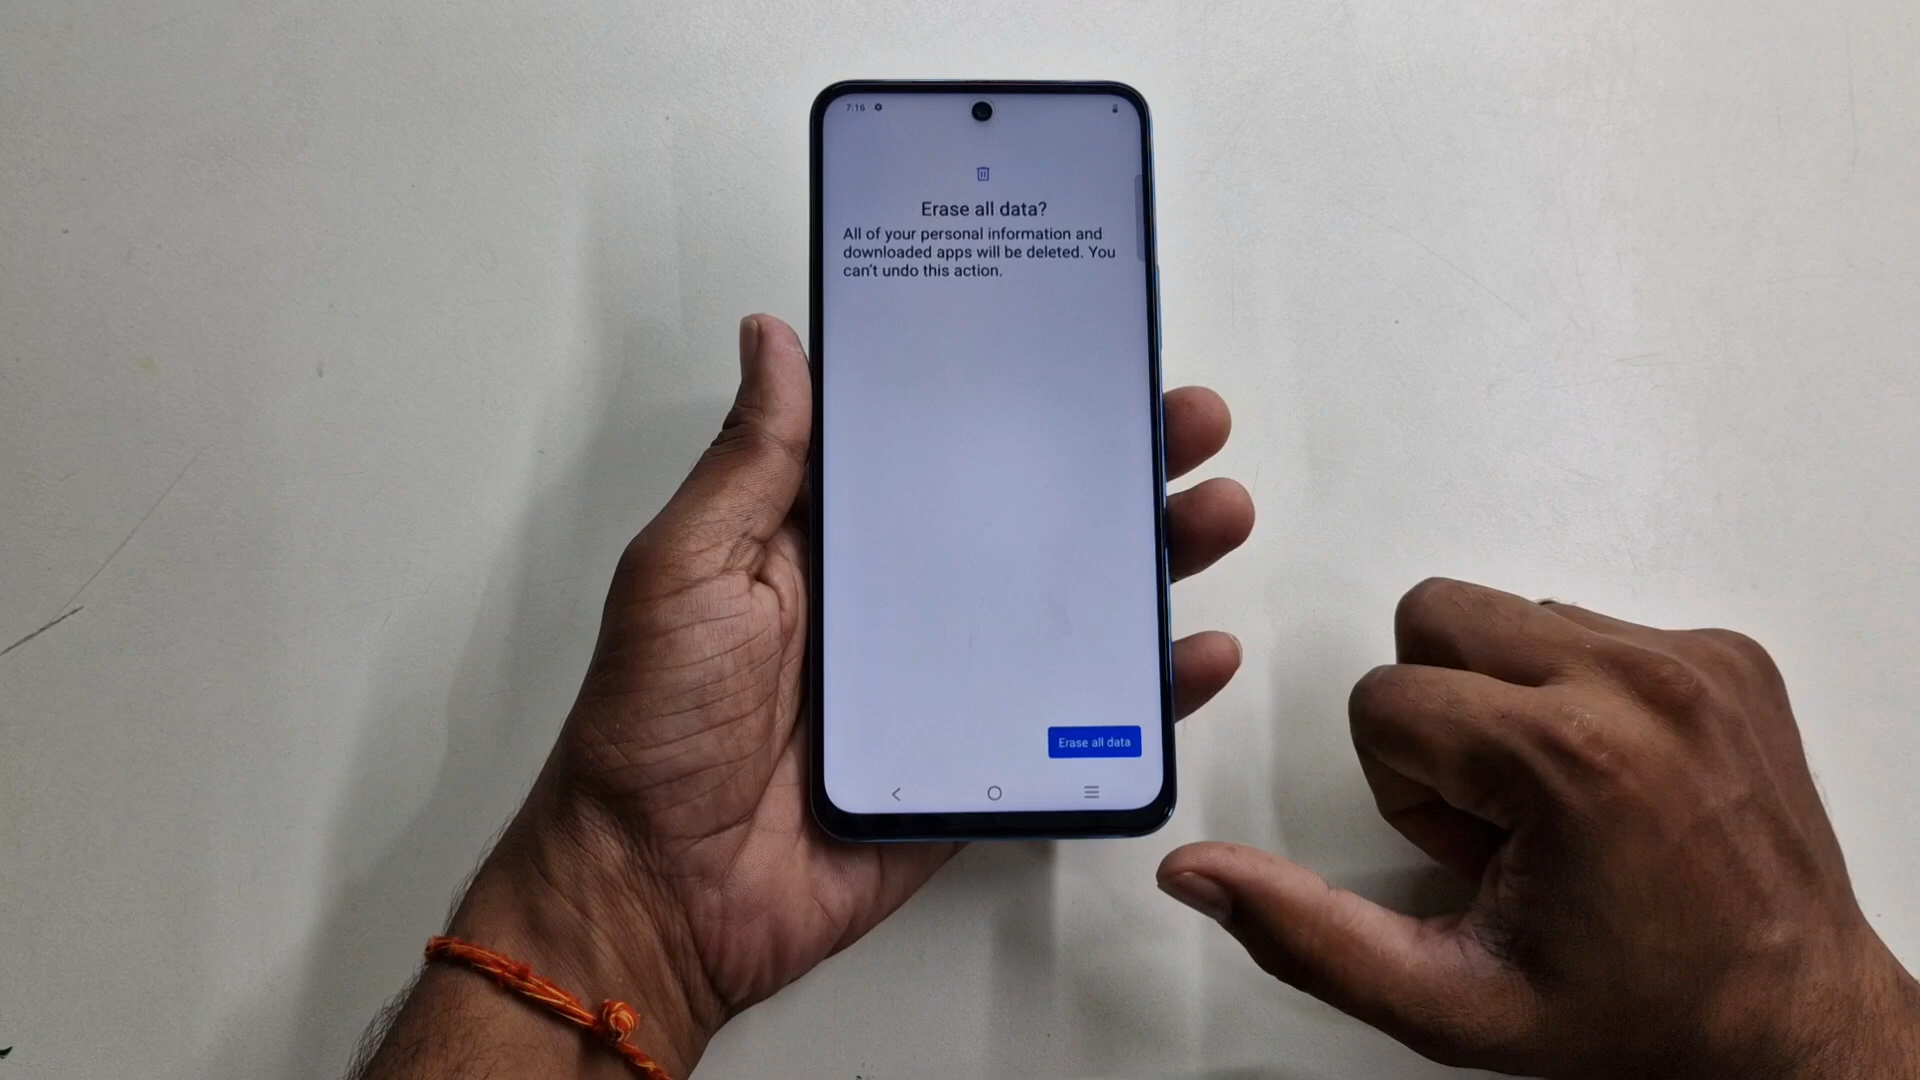 7:16
Erase all data?
All of your personal information and
downloaded apps will be deleted. You
can't undo this action.
Erase all data